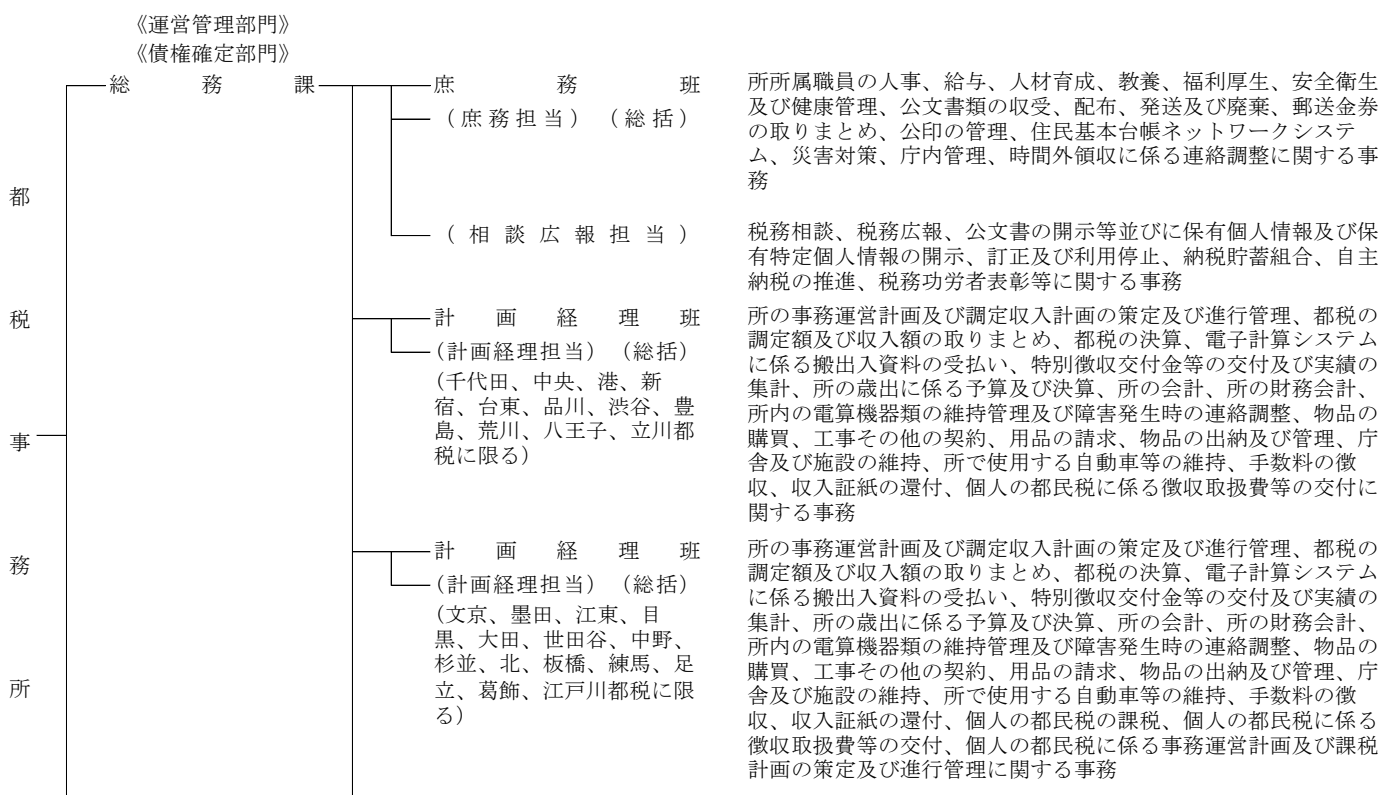 《運営管理部門》
《債権確定部門》
都税事務所
総務課
庶務班
(庶務担当)(総括)
所所属職員の人事、給与、人材育成、教養、福利厚生、安全衛生
及び健康管理、公文書類の収受、配布、発送及び廃棄、郵送金券
の取りまとめ、公印の管理、住民基本台帳ネットワークシステ
ム、災害対策、庁内管理、時間外領収に係る連絡調整に関する事
務
(相談広報担当)
税務相談、税務広報、公文書の開示等並びに保有個人情報及び保
有特定個人情報の開示、訂正及び利用停止、納税貯蓄組合、自主
納税の推進、税務功労者表彰等に関する事務
計画経理班
(計画経理担当)(総括)
(千代田、中央、港、新
宿、台東、品川、渋谷、豊
島、荒川、八王子、立川都
税に限る)
所の事務運営計画及び調定収入計画の策定及び進行管理、都税の
調定額及び収入額の取りまとめ、都税の決算、電子計算システム
に係る搬出入資料の受払い、特別徴収交付金等の交付及び実績の
集計、所の歳出に係る予算及び決算、所の会計、所の財務会計、
所内の電算機器類の維持管理及び障害発生時の連絡調整、物品の
購買、工事その他の契約、用品の請求、物品の出納及び管理、庁
舎及び施設の維持、所で使用する自動車等の維持、手数料の徴
収、収入証紙の還付、個人の都民税に係る徴収取扱費等の交付に
関する事務
計画経理班
(計画経理担当)(総括)
(文京、墨田、江東、目
黒、大田、世田谷、中野、
杉並、北、板橋、練馬、足
立、葛飾、江戸川都税に限
る)
所の事務運営計画及び調定収入計画の策定及び進行管理、都税の
調定額及び収入額の取りまとめ、都税の決算、電子計算システム
に係る搬出入資料の受払い、特別徴収交付金等の交付及び実績の
集計、所の歳出に係る予算及び決算、所の会計、所の財務会計、
所内の電算機器類の維持管理及び障害発生時の連絡調整、物品の
購買、工事その他の契約、用品の請求、物品の出納及び管理、庁
舎及び施設の維持、所で使用する自動車等の維持、手数料の徴
収、収入証紙の還付、個人の都民税の課税、個人の都民税に係る
徴収取扱費等の交付、個人の都民税に係る事務運営計画及び課税
計画の策定及び進行管理に関する事務